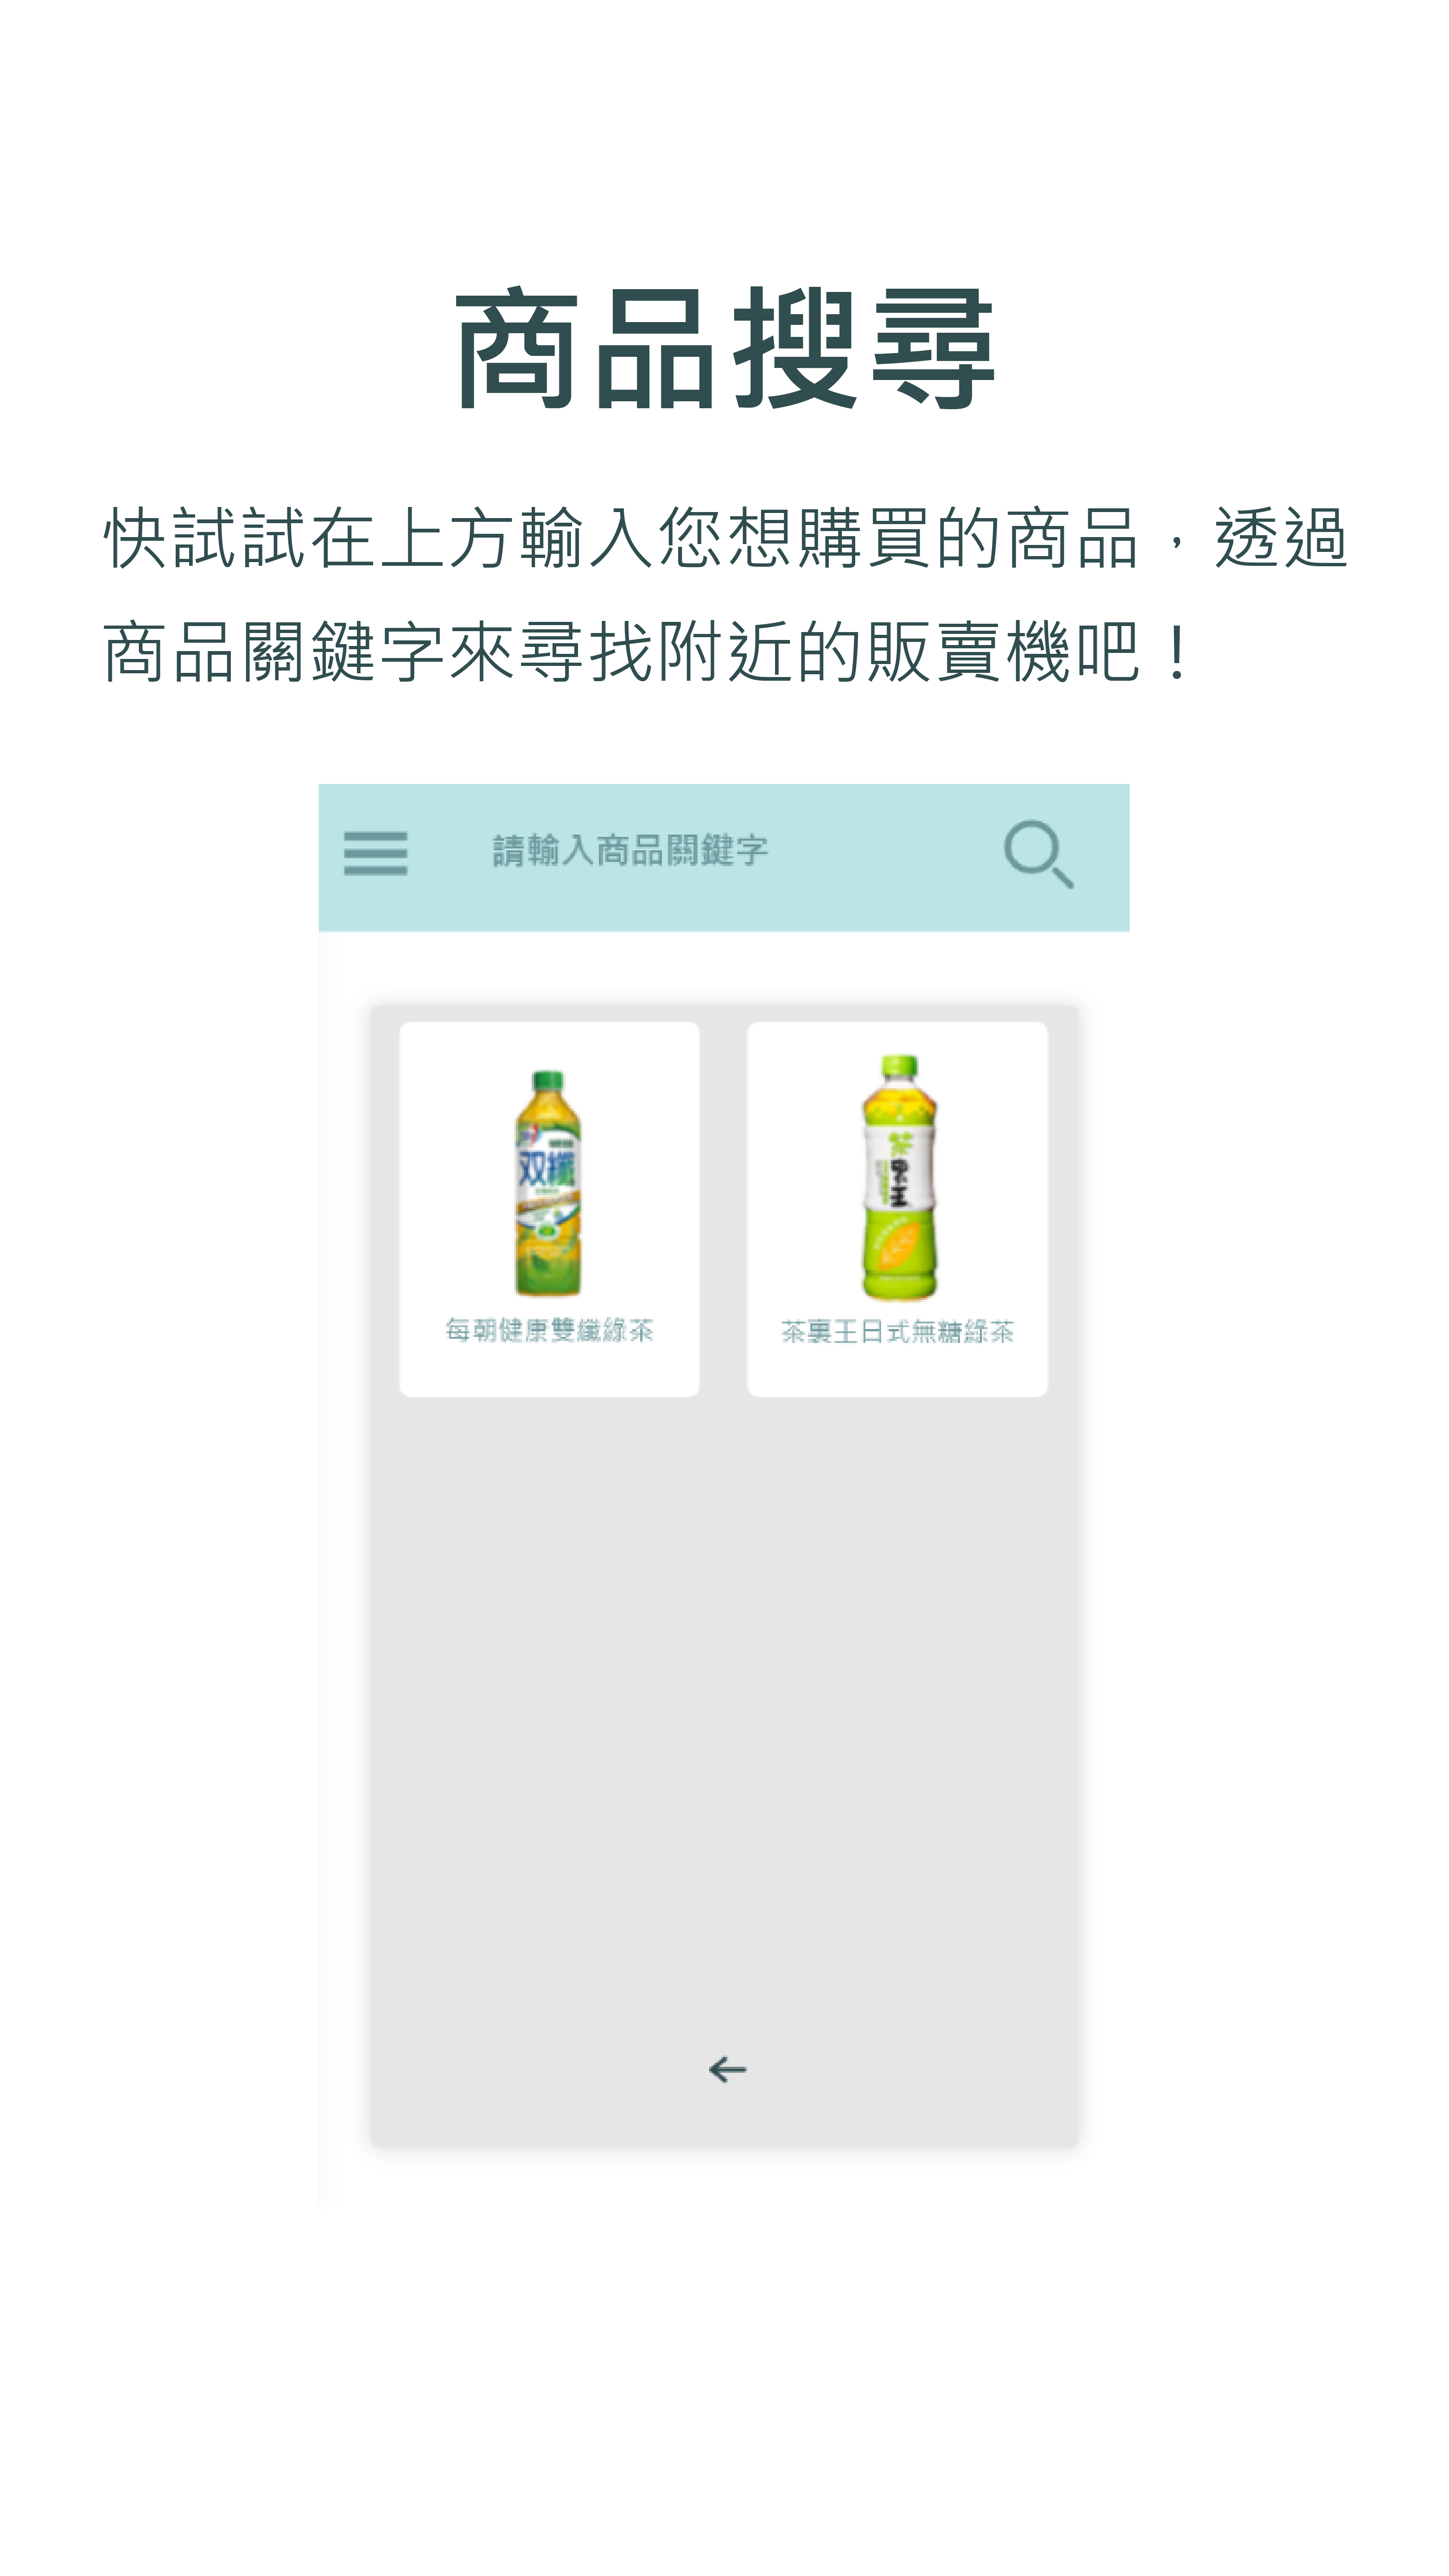 商品搜尋
快試試在上方輸入您想購買的商品，透過
商品關鍵字來尋找附近的販賣機吧！
請輸入商品關鍵字
双纖
茶裏王
每朝健康雙纖綠茶
茶裏王日式無糖綠茶